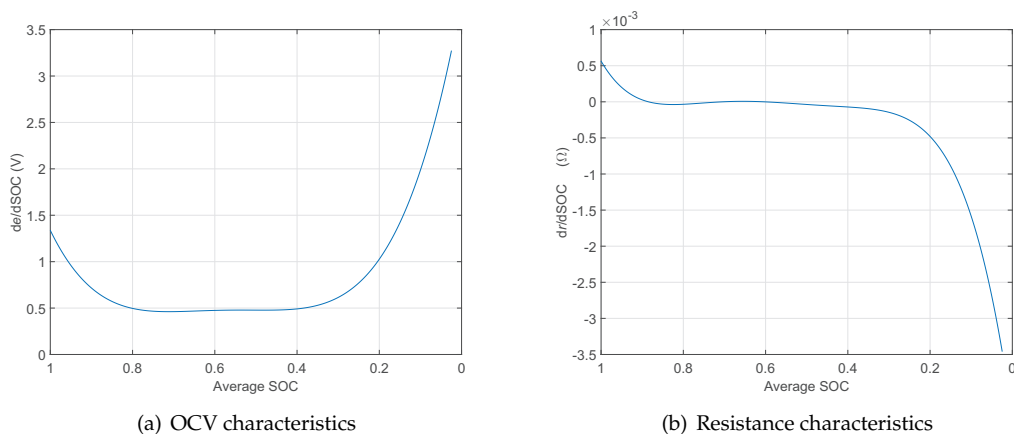 3.5
3
2.5
2
1.5
1
0.5
0
de/dSOC (V)
1 0.8 0.6 0.4 0.2 0
Average SOC
(a) OCV characteristics
1 ×10⁻³
0.5
0
-0.5
-1
-1.5
-2
-2.5
-3
-3.5
dr/dSOC (Ω)
1 0.8 0.6 0.4 0.2 0
Average SOC
(b) Resistance characteristics